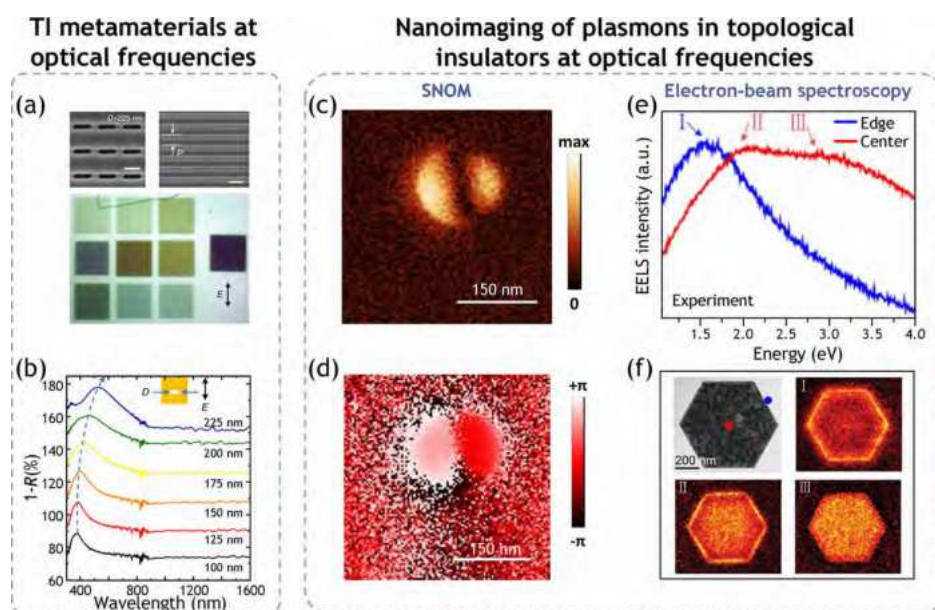 TI metamaterials at
optical frequencies
Nanoimaging of plasmons in topological
insulators at optical frequencies
(a)
D=225 nm
P
E
(b)
1-R(%)
180
160
140
120
100
80
60
D
E
225 nm
200 nm
175 nm
150 nm
125 nm
100 nm
400
800
1200
1600
Wavelength (nm)
SNOM
(c)
max
0
150 nm
(d)
+π
-π
150 nm
Electron-beam spectroscopy
(e)
I
II
III
Edge
Center
EELS intensity (a.u.)
Experiment
1.5
2.0
2.5
3.0
3.5
4.0
Energy (eV)
(f)
200 nm
I
II
III